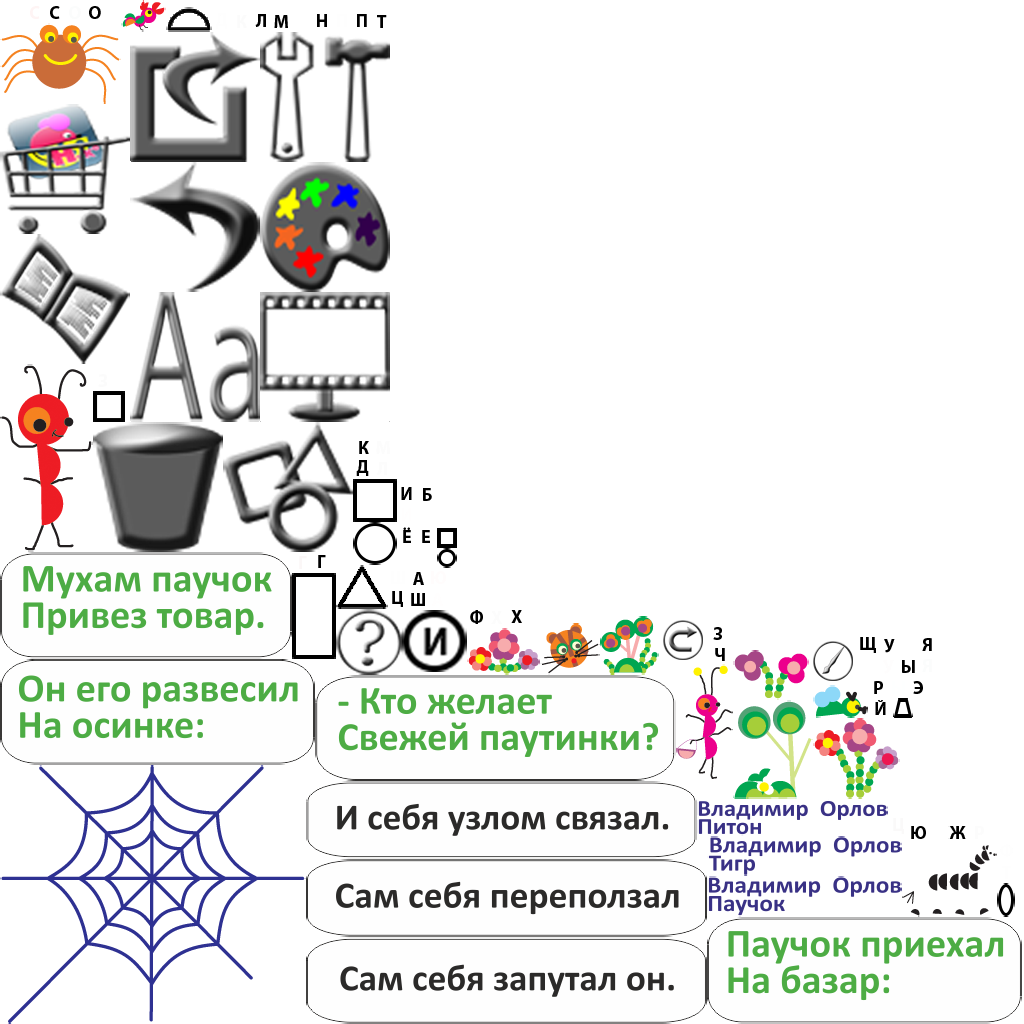 С С О
Л М Н П Т
Аа
К
Д
И Б
Ё Е
Г
А
Ц Ш
Мухам паучок
Привез товар.
?
И
Ф Х
З
Ч
Щ У Я
Ы
Р Э
Й Д
Он его развесил
На осинке:
- Кто желает
Свежей паутинки?
И себя узлом связал.
Сам себя переползал
Сам себя запутал он.
Владимир Орлов
Питон
Владимир Орлов
Тигр
Владимир Орлов
Паучок
Ю Ж
Паучок приехал
На базар: